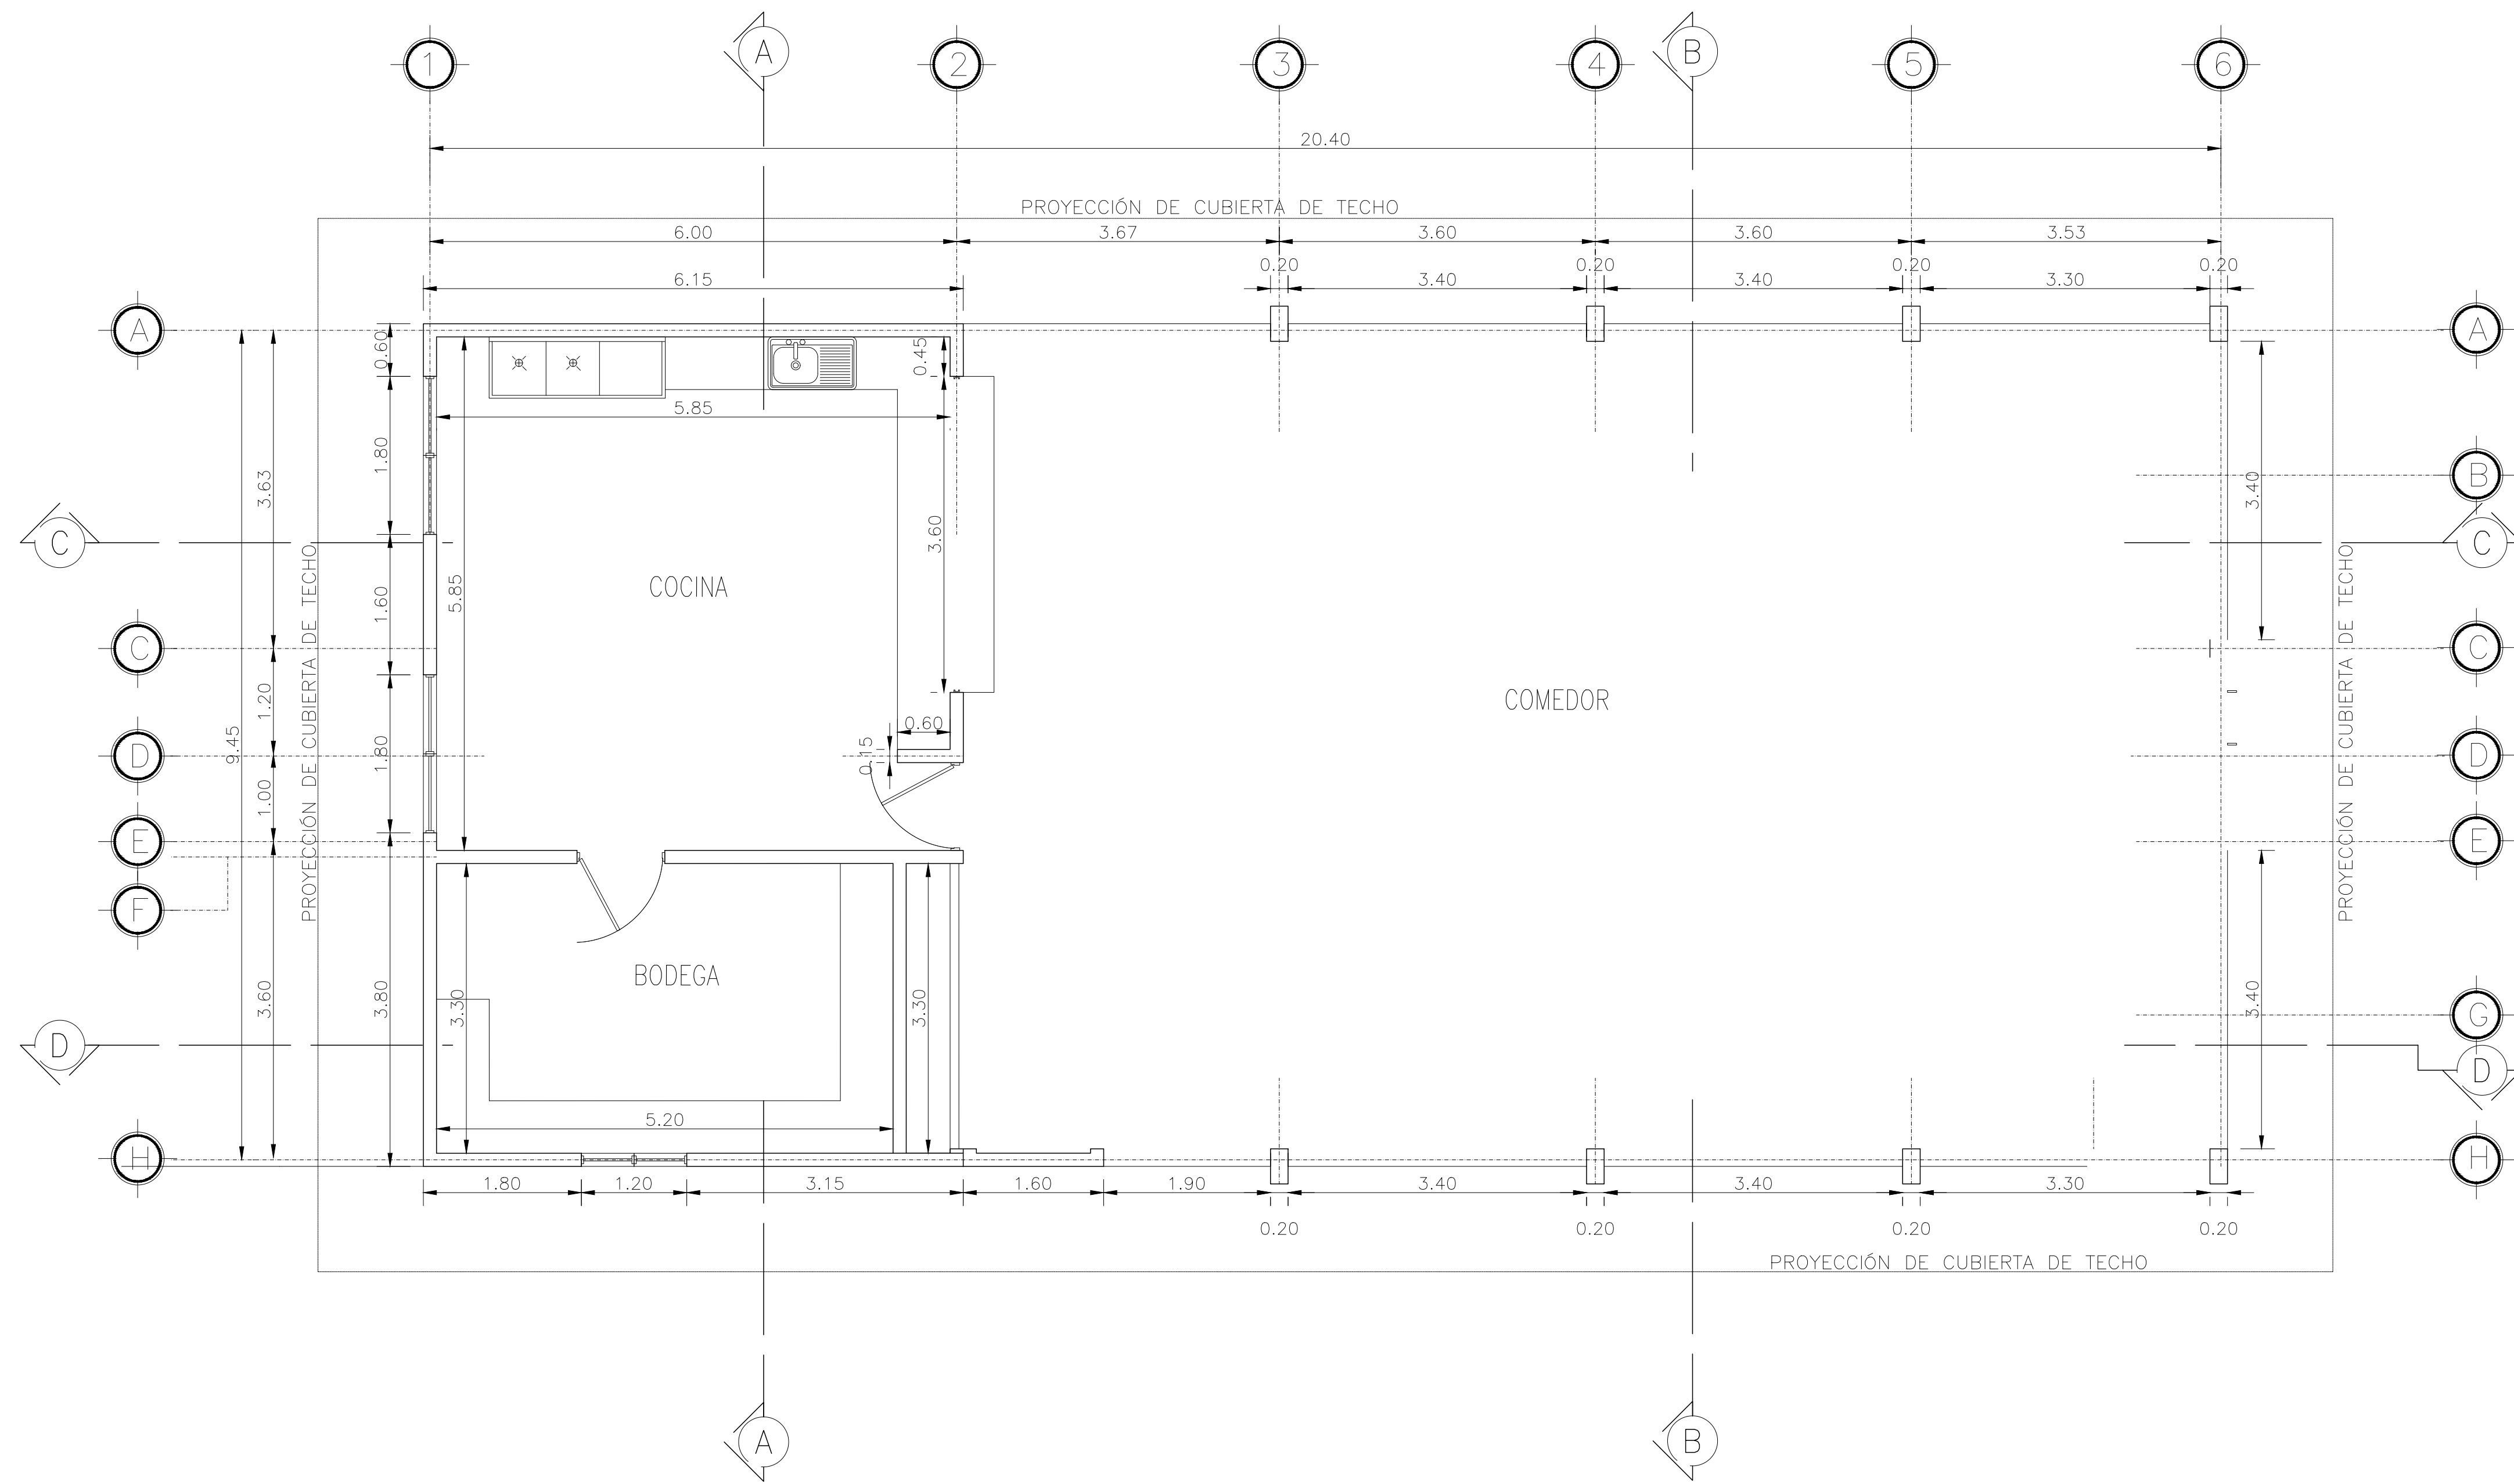 1 A 2 3 4 B 5 6
20.40
PROYECCIÓN DE CUBIERTA DE TECHO
6.00 3.67 3.60 3.60 3.53
0.20 0.20 0.20 0.20
6.15 3.40 3.40 3.30
A A
0.60 0.45
5.85
1.80
B
3.63 3.40
3.60
C C
PROYECCIÓN DE CUBIERTA DE TECHO
PROYECCIÓN DE CUBIERTA DE TECHO
COCINA
5.85
1.60
C C
1.20
COMEDOR
0.60
9.45
1.80
0.15
D D
1.00
E E
F
BODEGA
3.60
3.80
3.30
3.30
3.40
G
D D
5.20
H H
1.80 1.20 3.15 1.60 1.90 3.40 3.40 3.30
0.20 0.20 0.20 0.20
PROYECCIÓN DE CUBIERTA DE TECHO
A B